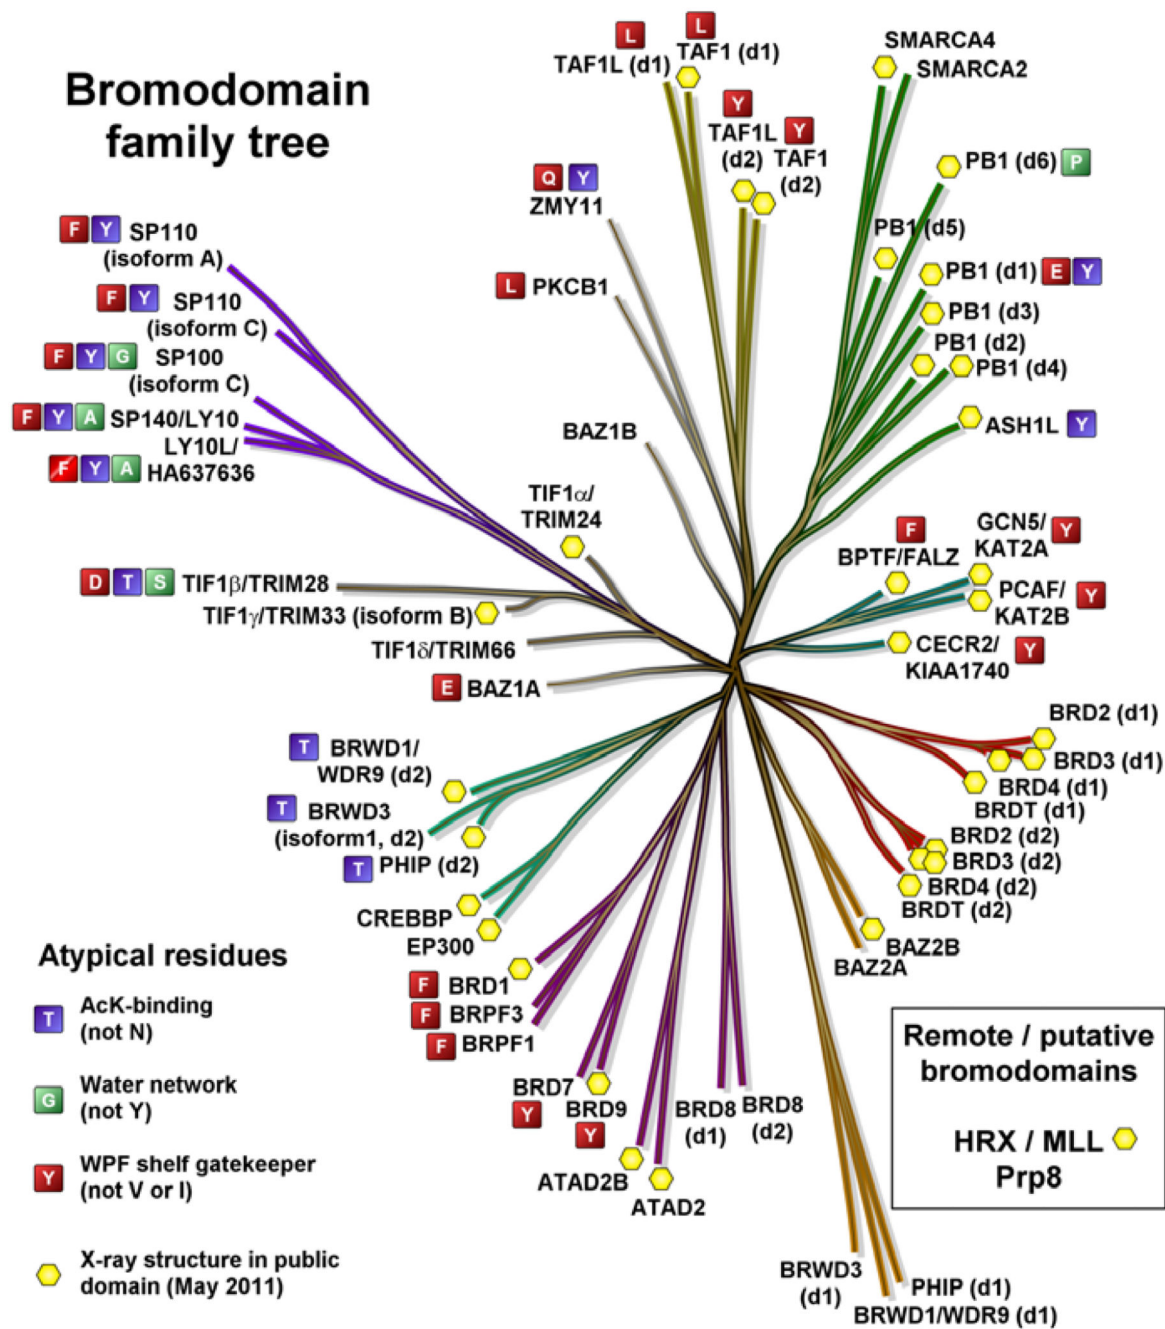 Bromodomain
family tree
L
TAF1L (d1)
L
TAF1 (d1)
Y
TAF1L
(d2)
Y
TAF1
(d2)
Q Y
ZMY11
L PKCB1
BAZ1B
SMARCA4
SMARCA2
PB1 (d6) P
PB1 (d5)
PB1 (d1) E Y
PB1 (d3)
PB1 (d2)
PB1 (d4)
ASH1L Y
F Y SP110
(isoform A)
F Y SP110
(isoform C)
F Y G SP100
(isoform C)
F Y A SP140/LY10
LY10L/
F Y A HA637636
TIF1α/
TRIM24
D T S TIF1β/TRIM28
TIF1γ/TRIM33 (isoform B)
TIF1δ/TRIM66
E BAZ1A
F
BPTF/FALZ
GCN5/
KAT2A Y
PCAF/
KAT2B Y
CECR2/
KIAA1740 Y
BRD2 (d1)
BRD3 (d1)
BRD4 (d1)
BRDT (d1)
BRD2 (d2)
BRD3 (d2)
BRD4 (d2)
BRDT (d2)
BAZ2B
BAZ2A
T BRWD1/
WDR9 (d2)
T BRWD3
(isoform1, d2)
T PHIP (d2)
CREBBP
EP300
F BRD1
F BRPF3
F BRPF1
BRD7
Y
BRD9
Y
ATAD2B
ATAD2
BRD8
(d1)
BRD8
(d2)
BRWD3
(d1)
PHIP (d1)
BRWD1/WDR9 (d1)
Atypical residues
T AcK-binding
(not N)
G Water network
(not Y)
Y WPF shelf gatekeeper
(not V or I)
X-ray structure in public
domain (May 2011)
Remote / putative
bromodomains
HRX / MLL
Prp8